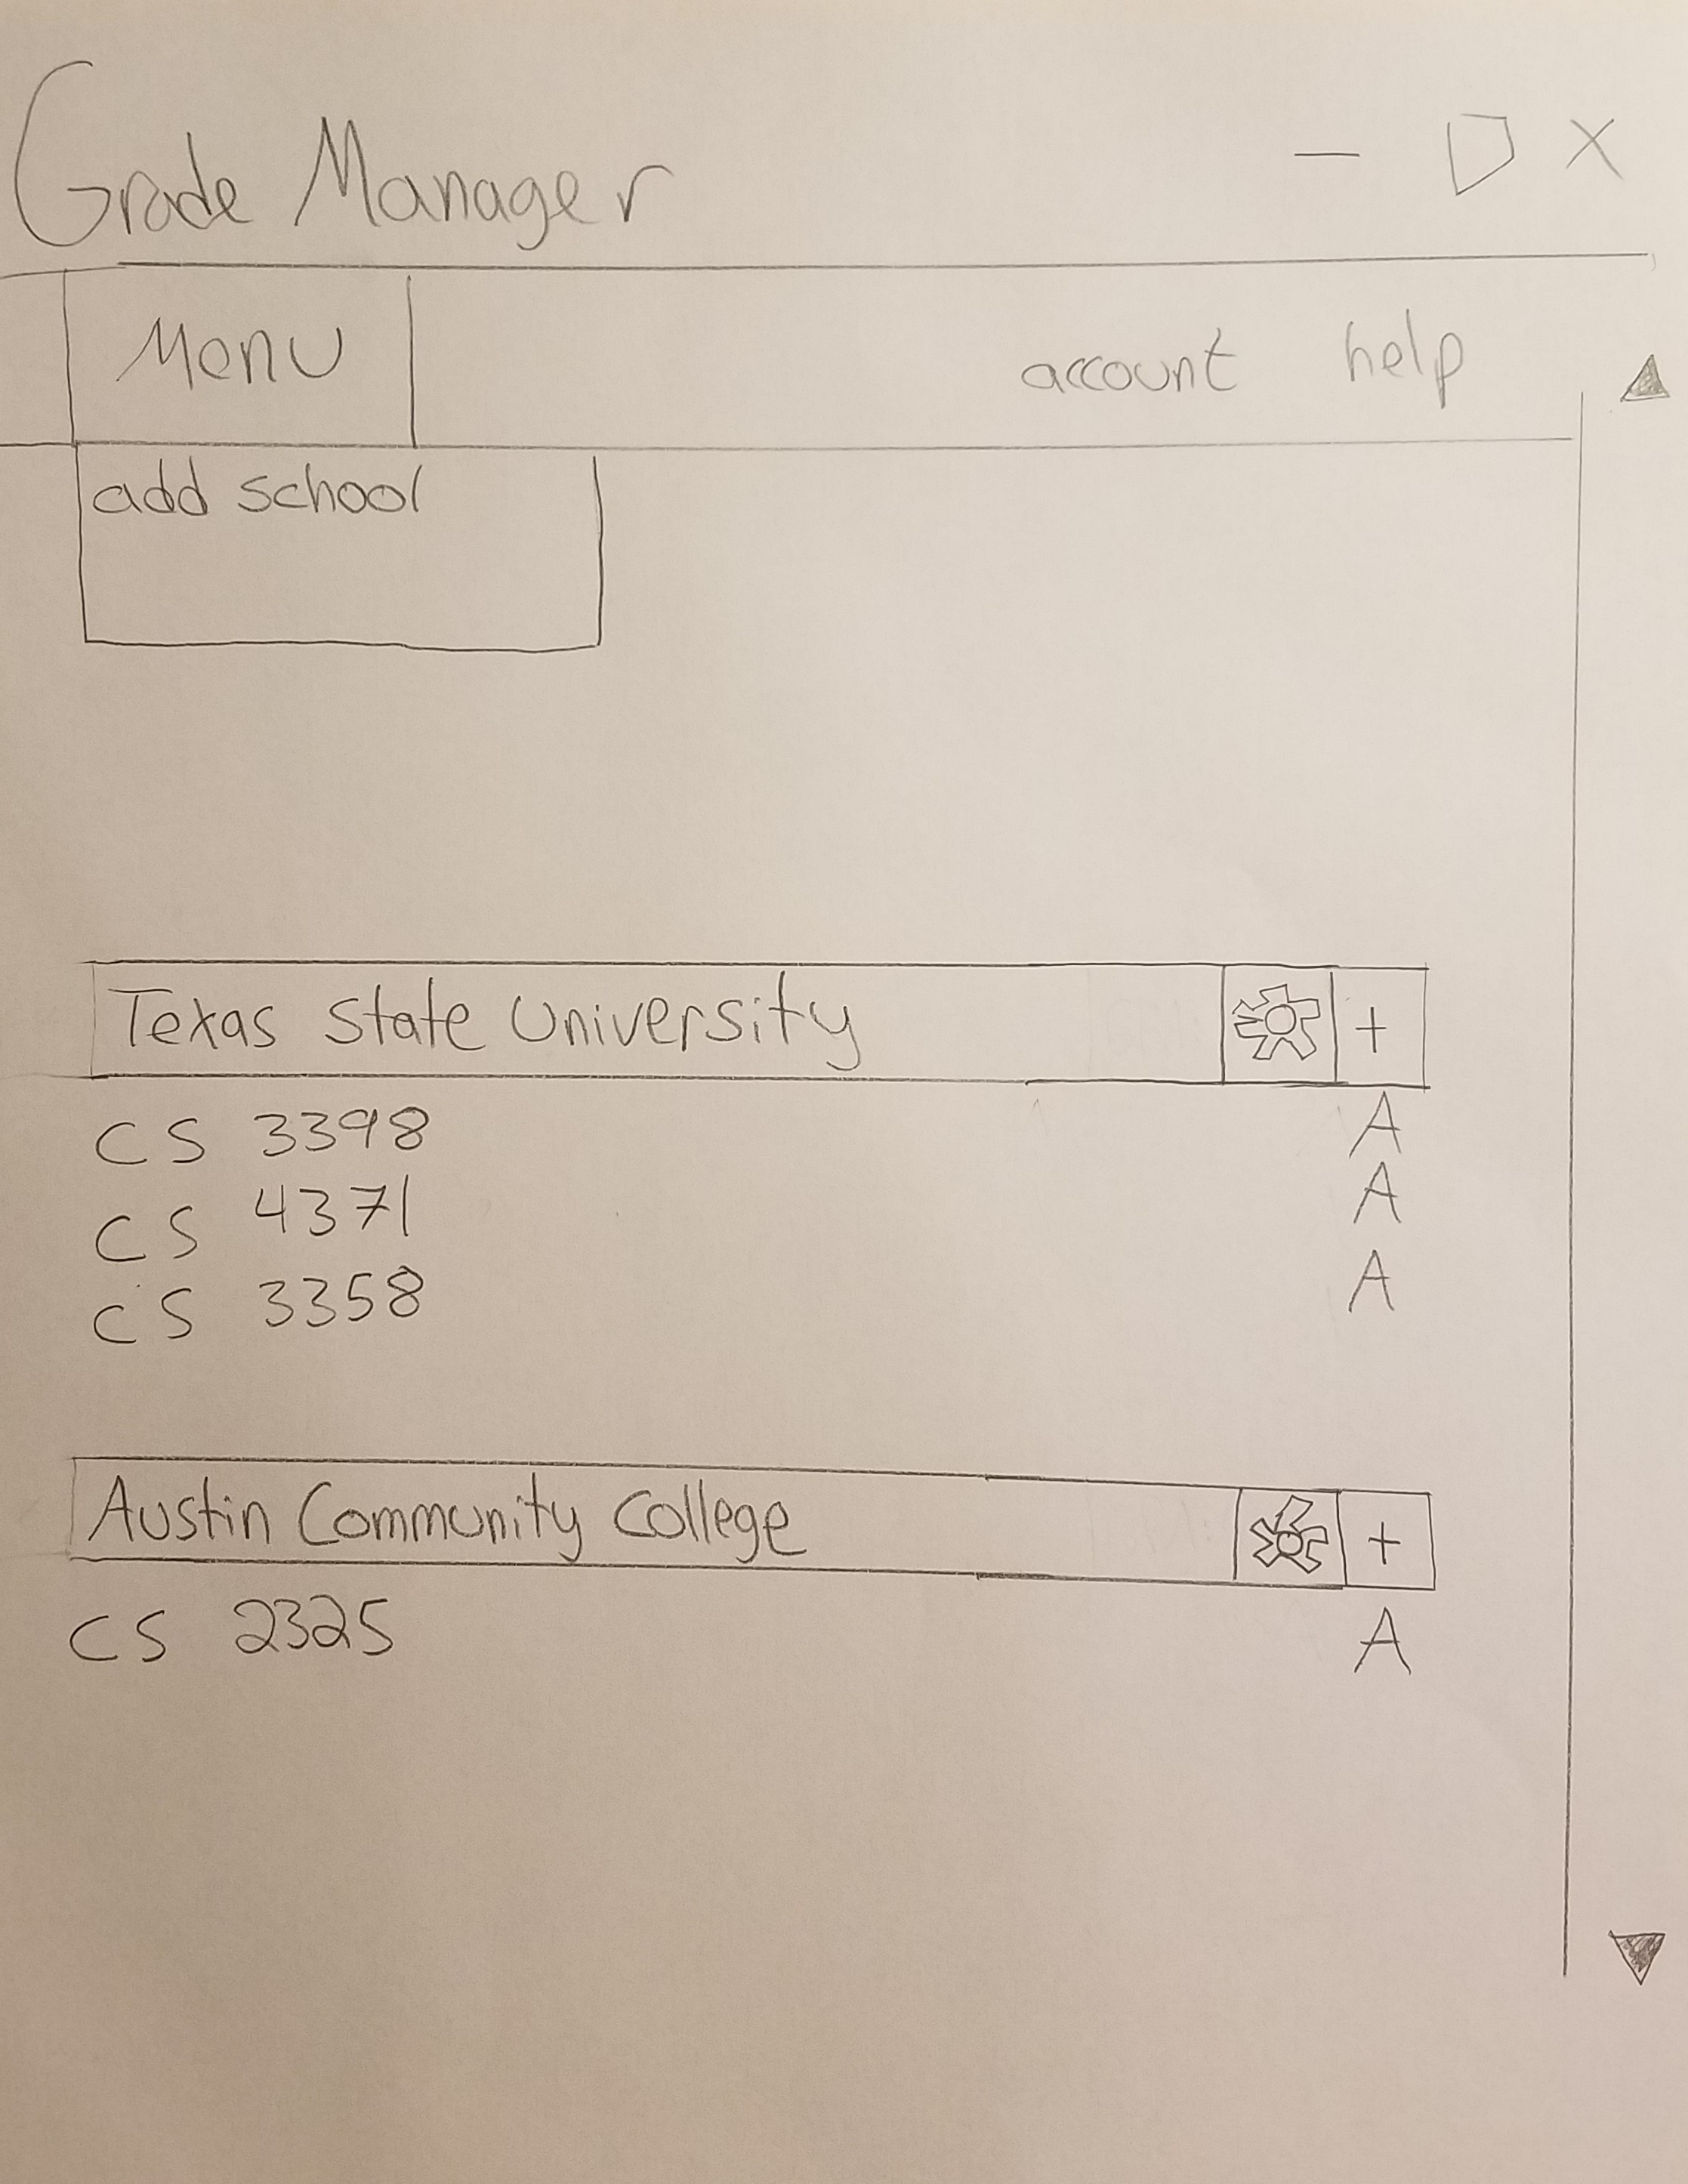 Grade Manager
Menu account help
add school
Texas State University +
CS 3398 A
CS 4371 A
CS 3358 A
Austin Community College +
CS 2325 A